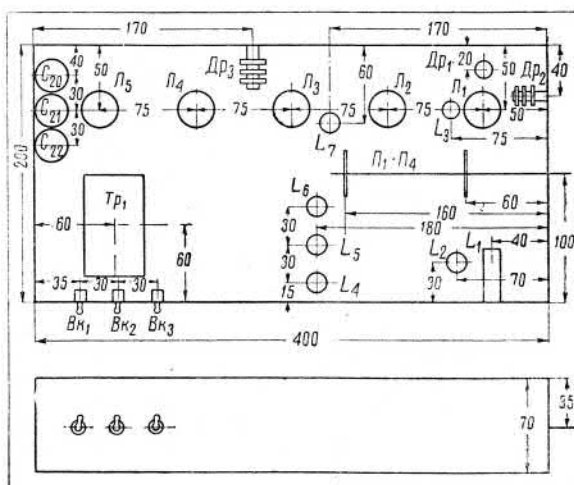 170 170
40 50 Др₃ 60 Др₁ 20 50 Др₂ 40
C₂₀ Л₅ Л₄ Л₃ Л₂ Л₁
30 75 75 75 75 50
C₂₁ L₇ L₃ 75
30
C₂₂
200 Тр₁ П₁-П₄
L₆ 60
60 30 160
180 100
L₅ L₂ L₁ 40
60 30
35 30 30 L₄ 30 70
15
Вк₁ Вк₂ Вк₃
400
70 35